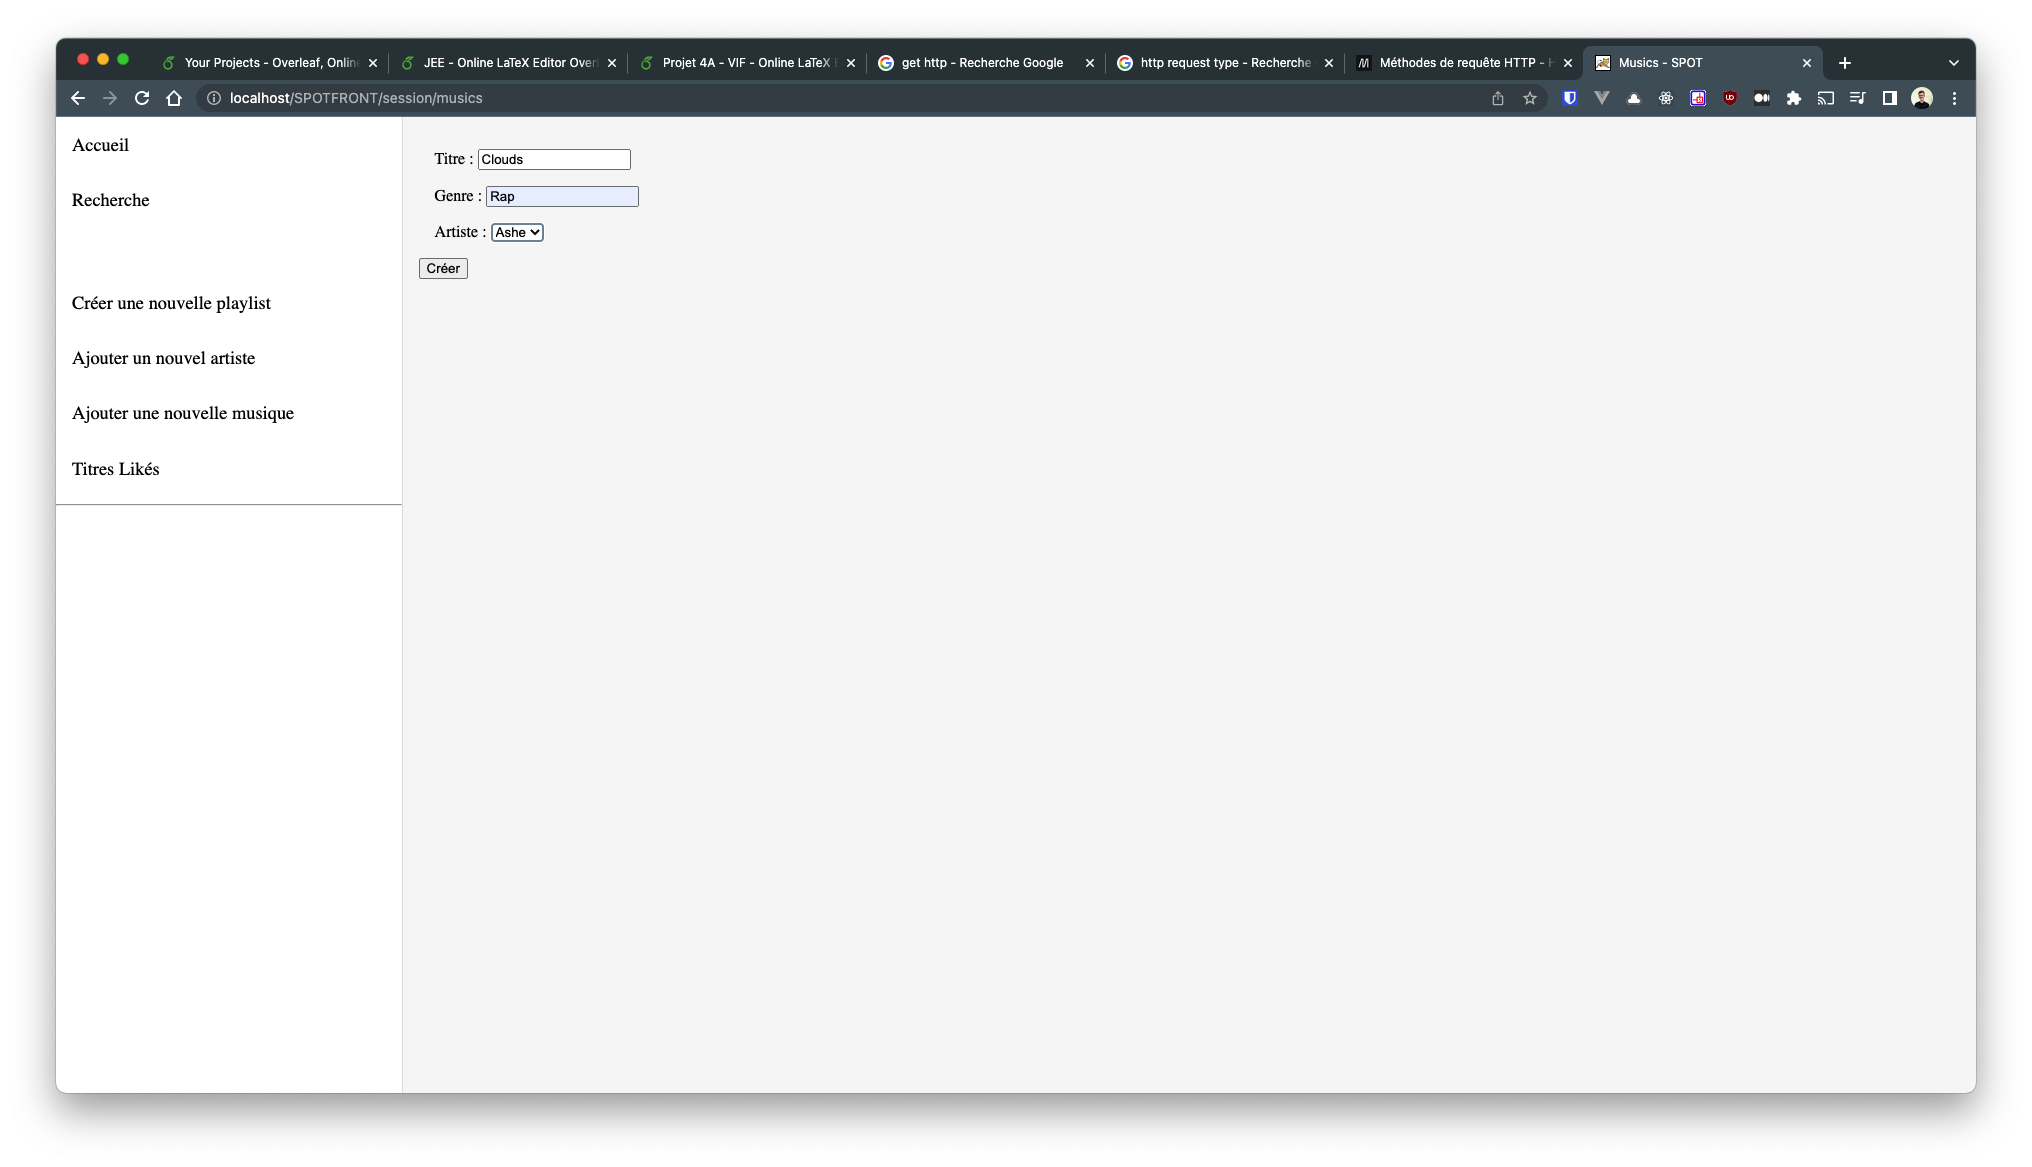 Your Projects - Overleaf, Onlin
JEE - Online LaTeX Editor Over
Projet 4A - VIF - Online LaTeX
get http - Recherche Google
http request type - Recherche
Méthodes de requête HTTP - H
Musics - SPOT
localhost/SPOTFRONT/session/musics
Accueil
Recherche
Créer une nouvelle playlist
Ajouter un nouvel artiste
Ajouter une nouvelle musique
Titres Likés
Titre : Clouds
Genre : Rap
Artiste : Ashe
Créer